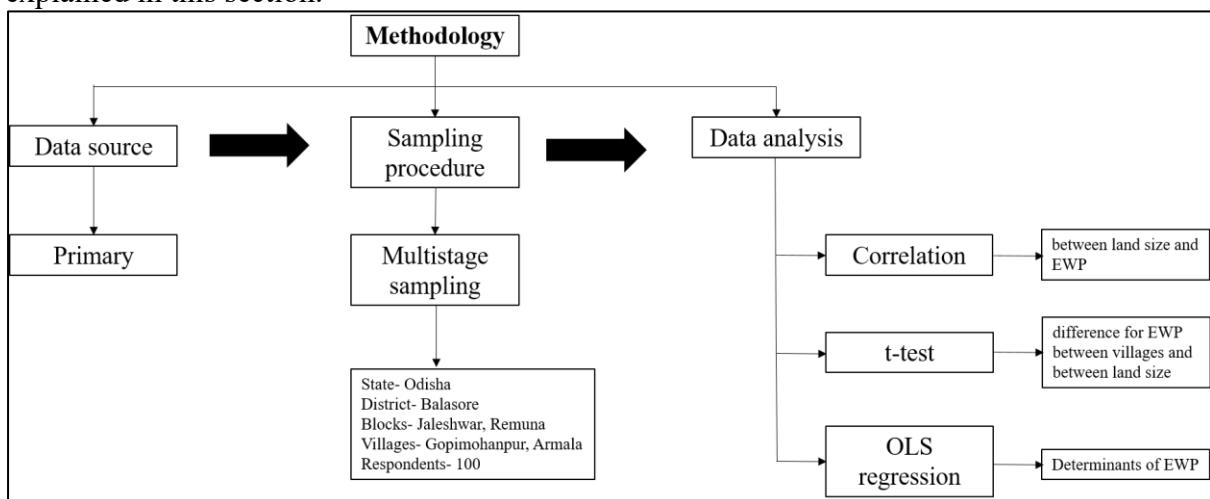 explained in this section.
Methodology
Data source
Primary
Sampling
procedure
Multistage
sampling
State- Odisha
District- Balasore
Blocks- Jaleshwar, Remuna
Villages- Gopimohanpur, Armala
Respondents- 100
Data analysis
Correlation
between land size and
EWP
t-test
difference for EWP
between villages and
between land size
OLS
regression
Determinants of EWP